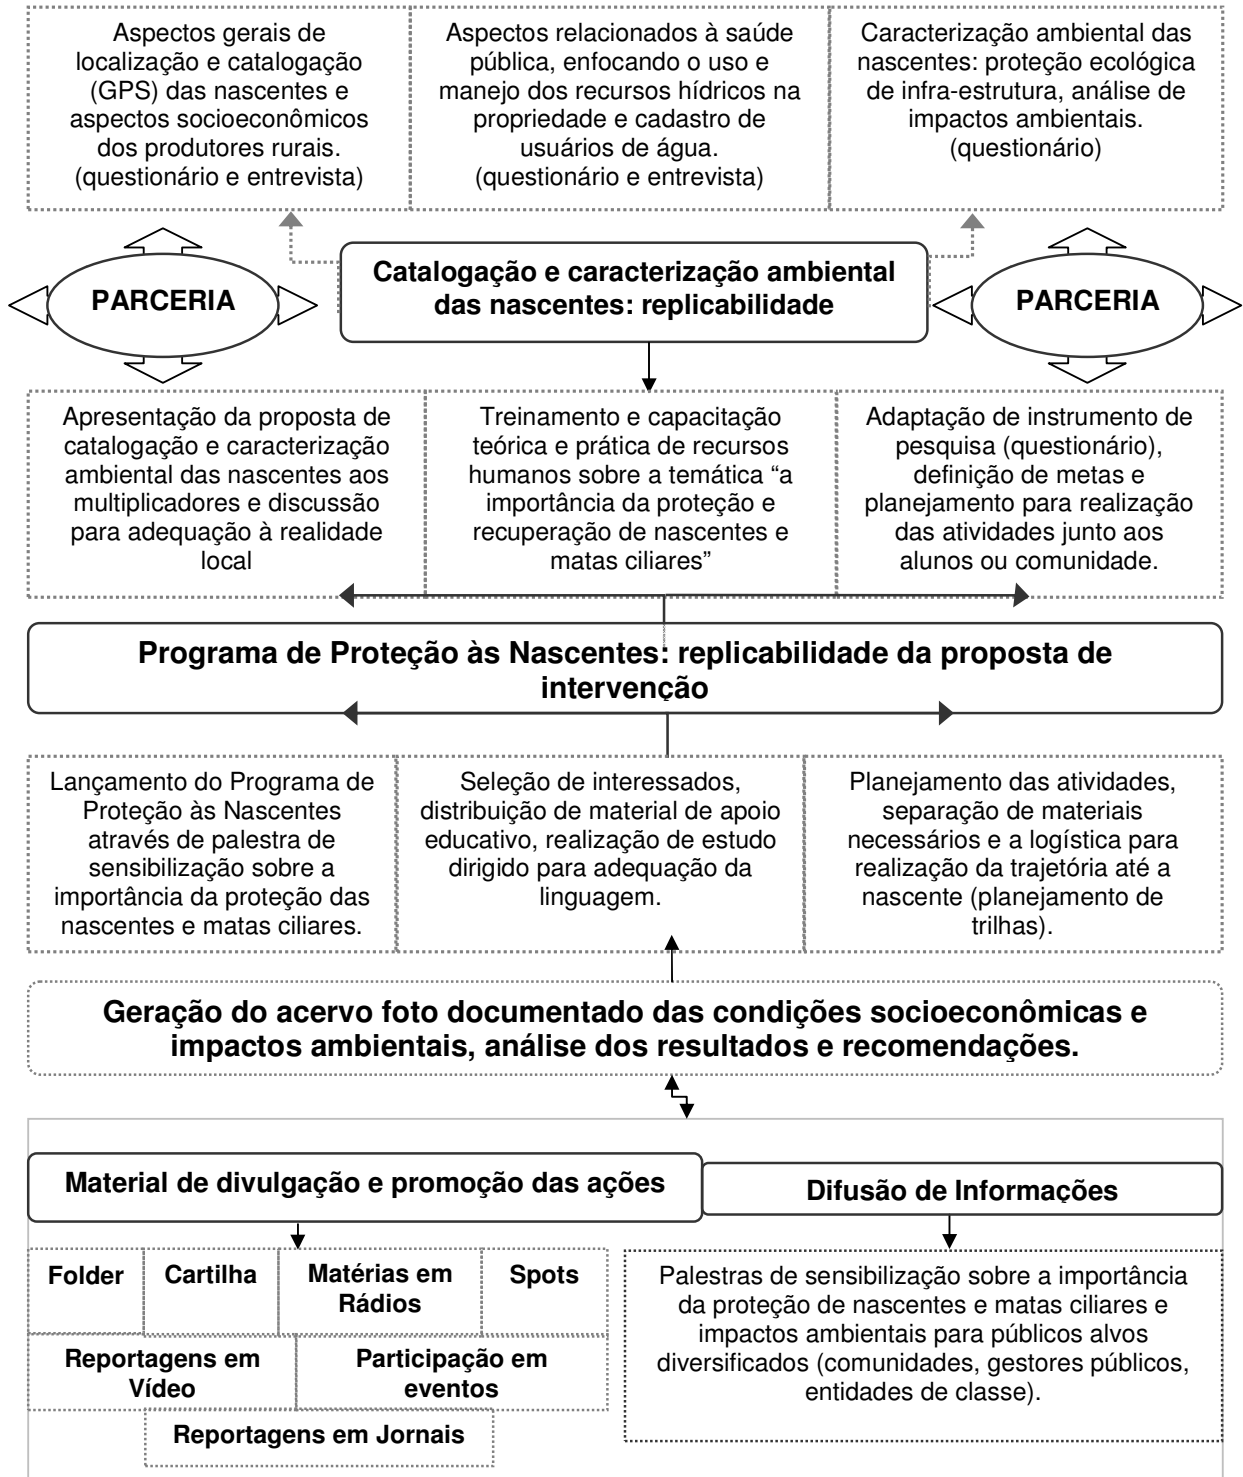 Aspectos gerais de
localização e catalogação
(GPS) das nascentes e
aspectos socioeconômicos
dos produtores rurais.
(questionário e entrevista)
Aspectos relacionados à saúde
pública, enfocando o uso e
manejo dos recursos hídricos na
propriedade e cadastro de
usuários de água.
(questionário e entrevista)
Caracterização ambiental das
nascentes: proteção ecológica
de infra-estrutura, análise de
impactos ambientais.
(questionário)
PARCERIA
Catalogação e caracterização ambiental
das nascentes: replicabilidade
PARCERIA
Apresentação da proposta de
catalogação e caracterização
ambiental das nascentes aos
multiplicadores e discussão
para adequação à realidade
local
Treinamento e capacitação
teórica e prática de recursos
humanos sobre a temática “a
importância da proteção e
recuperação de nascentes e
matas ciliares”
Adaptação de instrumento de
pesquisa (questionário),
definição de metas e
planejamento para realização
das atividades junto aos
alunos ou comunidade.
Programa de Proteção às Nascentes: replicabilidade da proposta de
intervenção
Lançamento do Programa de
Proteção às Nascentes
através de palestra de
sensibilização sobre a
importância da proteção das
nascentes e matas ciliares.
Seleção de interessados,
distribuição de material de apoio
educativo, realização de estudo
dirigido para adequação da
linguagem.
Planejamento das atividades,
separação de materiais
necessários e a logística para
realização da trajetória até a
nascente (planejamento de
trilhas).
Geração do acervo foto documentado das condições socioeconômicas e
impactos ambientais, análise dos resultados e recomendações.
Material de divulgação e promoção das ações
Difusão de Informações
Folder
Cartilha
Matérias em
Rádios
Spots
Reportagens em
Vídeo
Participação em
eventos
Reportagens em Jornais
Palestras de sensibilização sobre a importância
da proteção de nascentes e matas ciliares e
impactos ambientais para públicos alvos
diversificados (comunidades, gestores públicos,
entidades de classe).